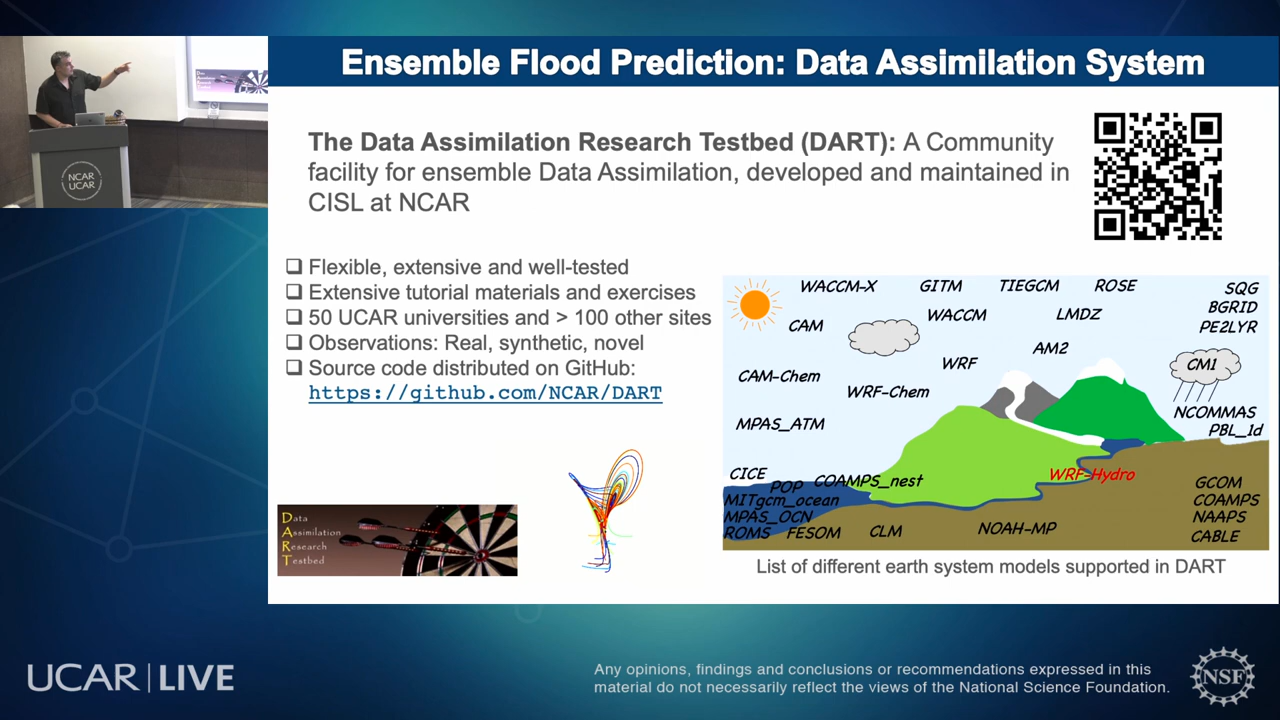 Ensemble Flood Prediction: Data Assimilation System
The Data Assimilation Research Testbed (DART): A Community
facility for ensemble Data Assimilation, developed and maintained in
CISL at NCAR
❑ Flexible, extensive and well-tested
❑ Extensive tutorial materials and exercises
❑ 50 UCAR universities and > 100 other sites
❑ Observations: Real, synthetic, novel
❑ Source code distributed on GitHub:
https://github.com/NCAR/DART
Data
Assimilation
Research
Testbed
WACCM-X
GITM
TIEGCM
ROSE
SQG
BGRID
PE2LYR
CAM
WACCM
LMDZ
AM2
WRF
CM1
CAM-Chem
WRF-Chem
NCOMMAS
PBL_1d
MPAS_ATM
CICE
POP
COAMPS_nest
WRF-Hydro
MITgcm_ocean
MPAS_OCN
ROMS
FESOM
CLM
NOAH-MP
GCOM
COAMPS
NAAPS
CABLE
List of different earth system models supported in DART
NCAR
UCAR
UCAR | LIVE
Any opinions, findings and conclusions or recommendations expressed in this
material do not necessarily reflect the views of the National Science Foundation.
NSF